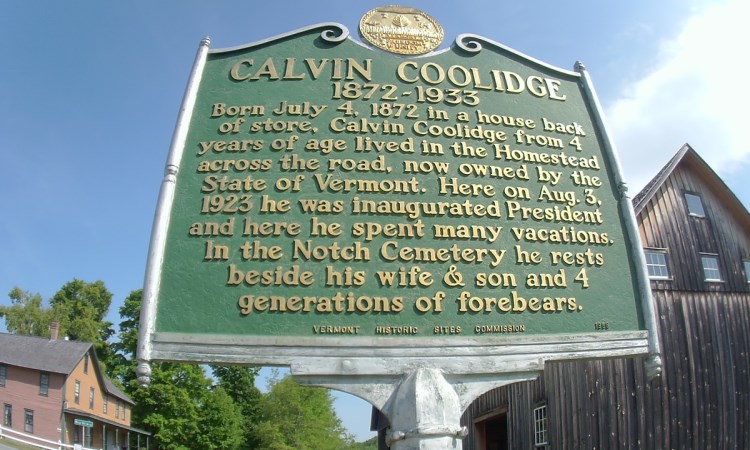 CALVIN COOLIDGE
1872-1933
Born July 4, 1872 in a house back
of store, Calvin Coolidge from 4
years of age lived in the Homestead
across the road, now owned by the
State of Vermont. Here on Aug. 3,
1923 he was inaugurated President
and here he spent many vacations.
In the Notch Cemetery he rests
beside his wife & son and 4
generations of forebears.
VERMONT HISTORIC SITES COMMISSION